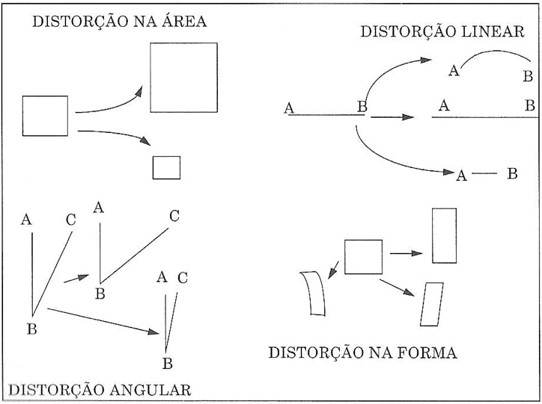 DISTORÇÃO NA ÁREA
DISTORÇÃO LINEAR
A
B
A B
A B
A B
A C
B
A
C
B
A C
B
DISTORÇÃO NA FORMA
DISTORÇÃO ANGULAR